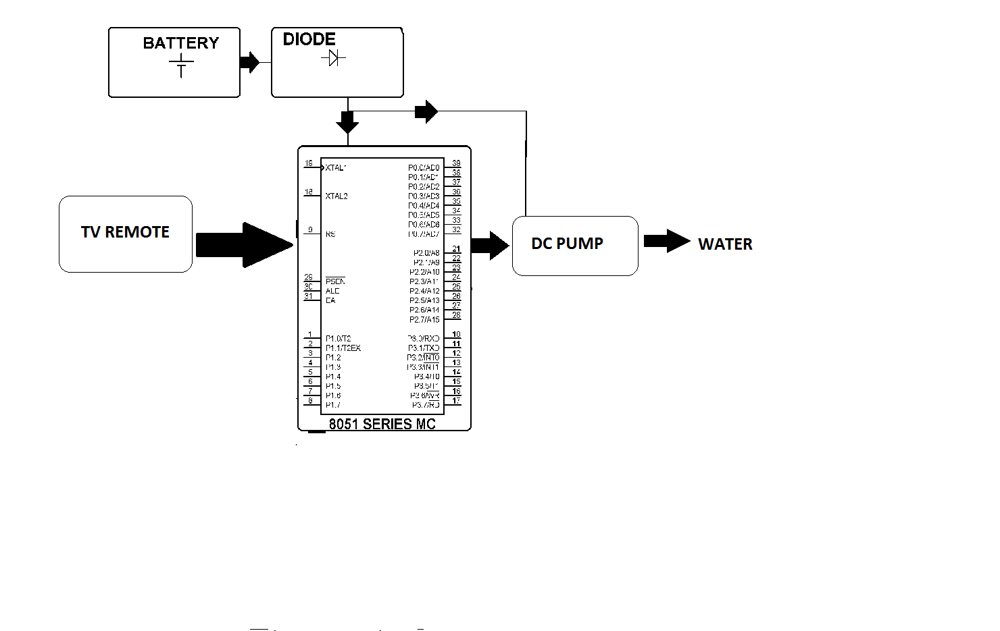 BATTERY
DIODE
TV REMOTE
19 XTAL1
18 XTAL2
9 RS
29 PSEN
30 ALE
31 EA
1 P1.0/T2
2 P1.1/T2EX
3 P1.2
4 P1.3
5 P1.4
6 P1.5
7 P1.6
8 P1.7
P0.0/AD0 39
P0.1/AD1 38
P0.2/AD2 37
P0.3/AD3 36
P0.4/AD4 35
P0.5/AD5 34
P0.6/AD6 33
P0.7/AD7 32
P2.0/A8 21
P2.1/A9 22
P2.2/A10 23
P2.3/A11 24
P2.4/A12 25
P2.5/A13 26
P2.6/A14 27
P2.7/A15 28
P3.0/RXD 10
P3.1/TXD 11
P3.2/INT0 12
P3.3/INT1 13
P3.4/T0 14
P3.5/T1 15
P3.6/WR 16
P3.7/RD 17
8051 SERIES MC
DC PUMP
WATER